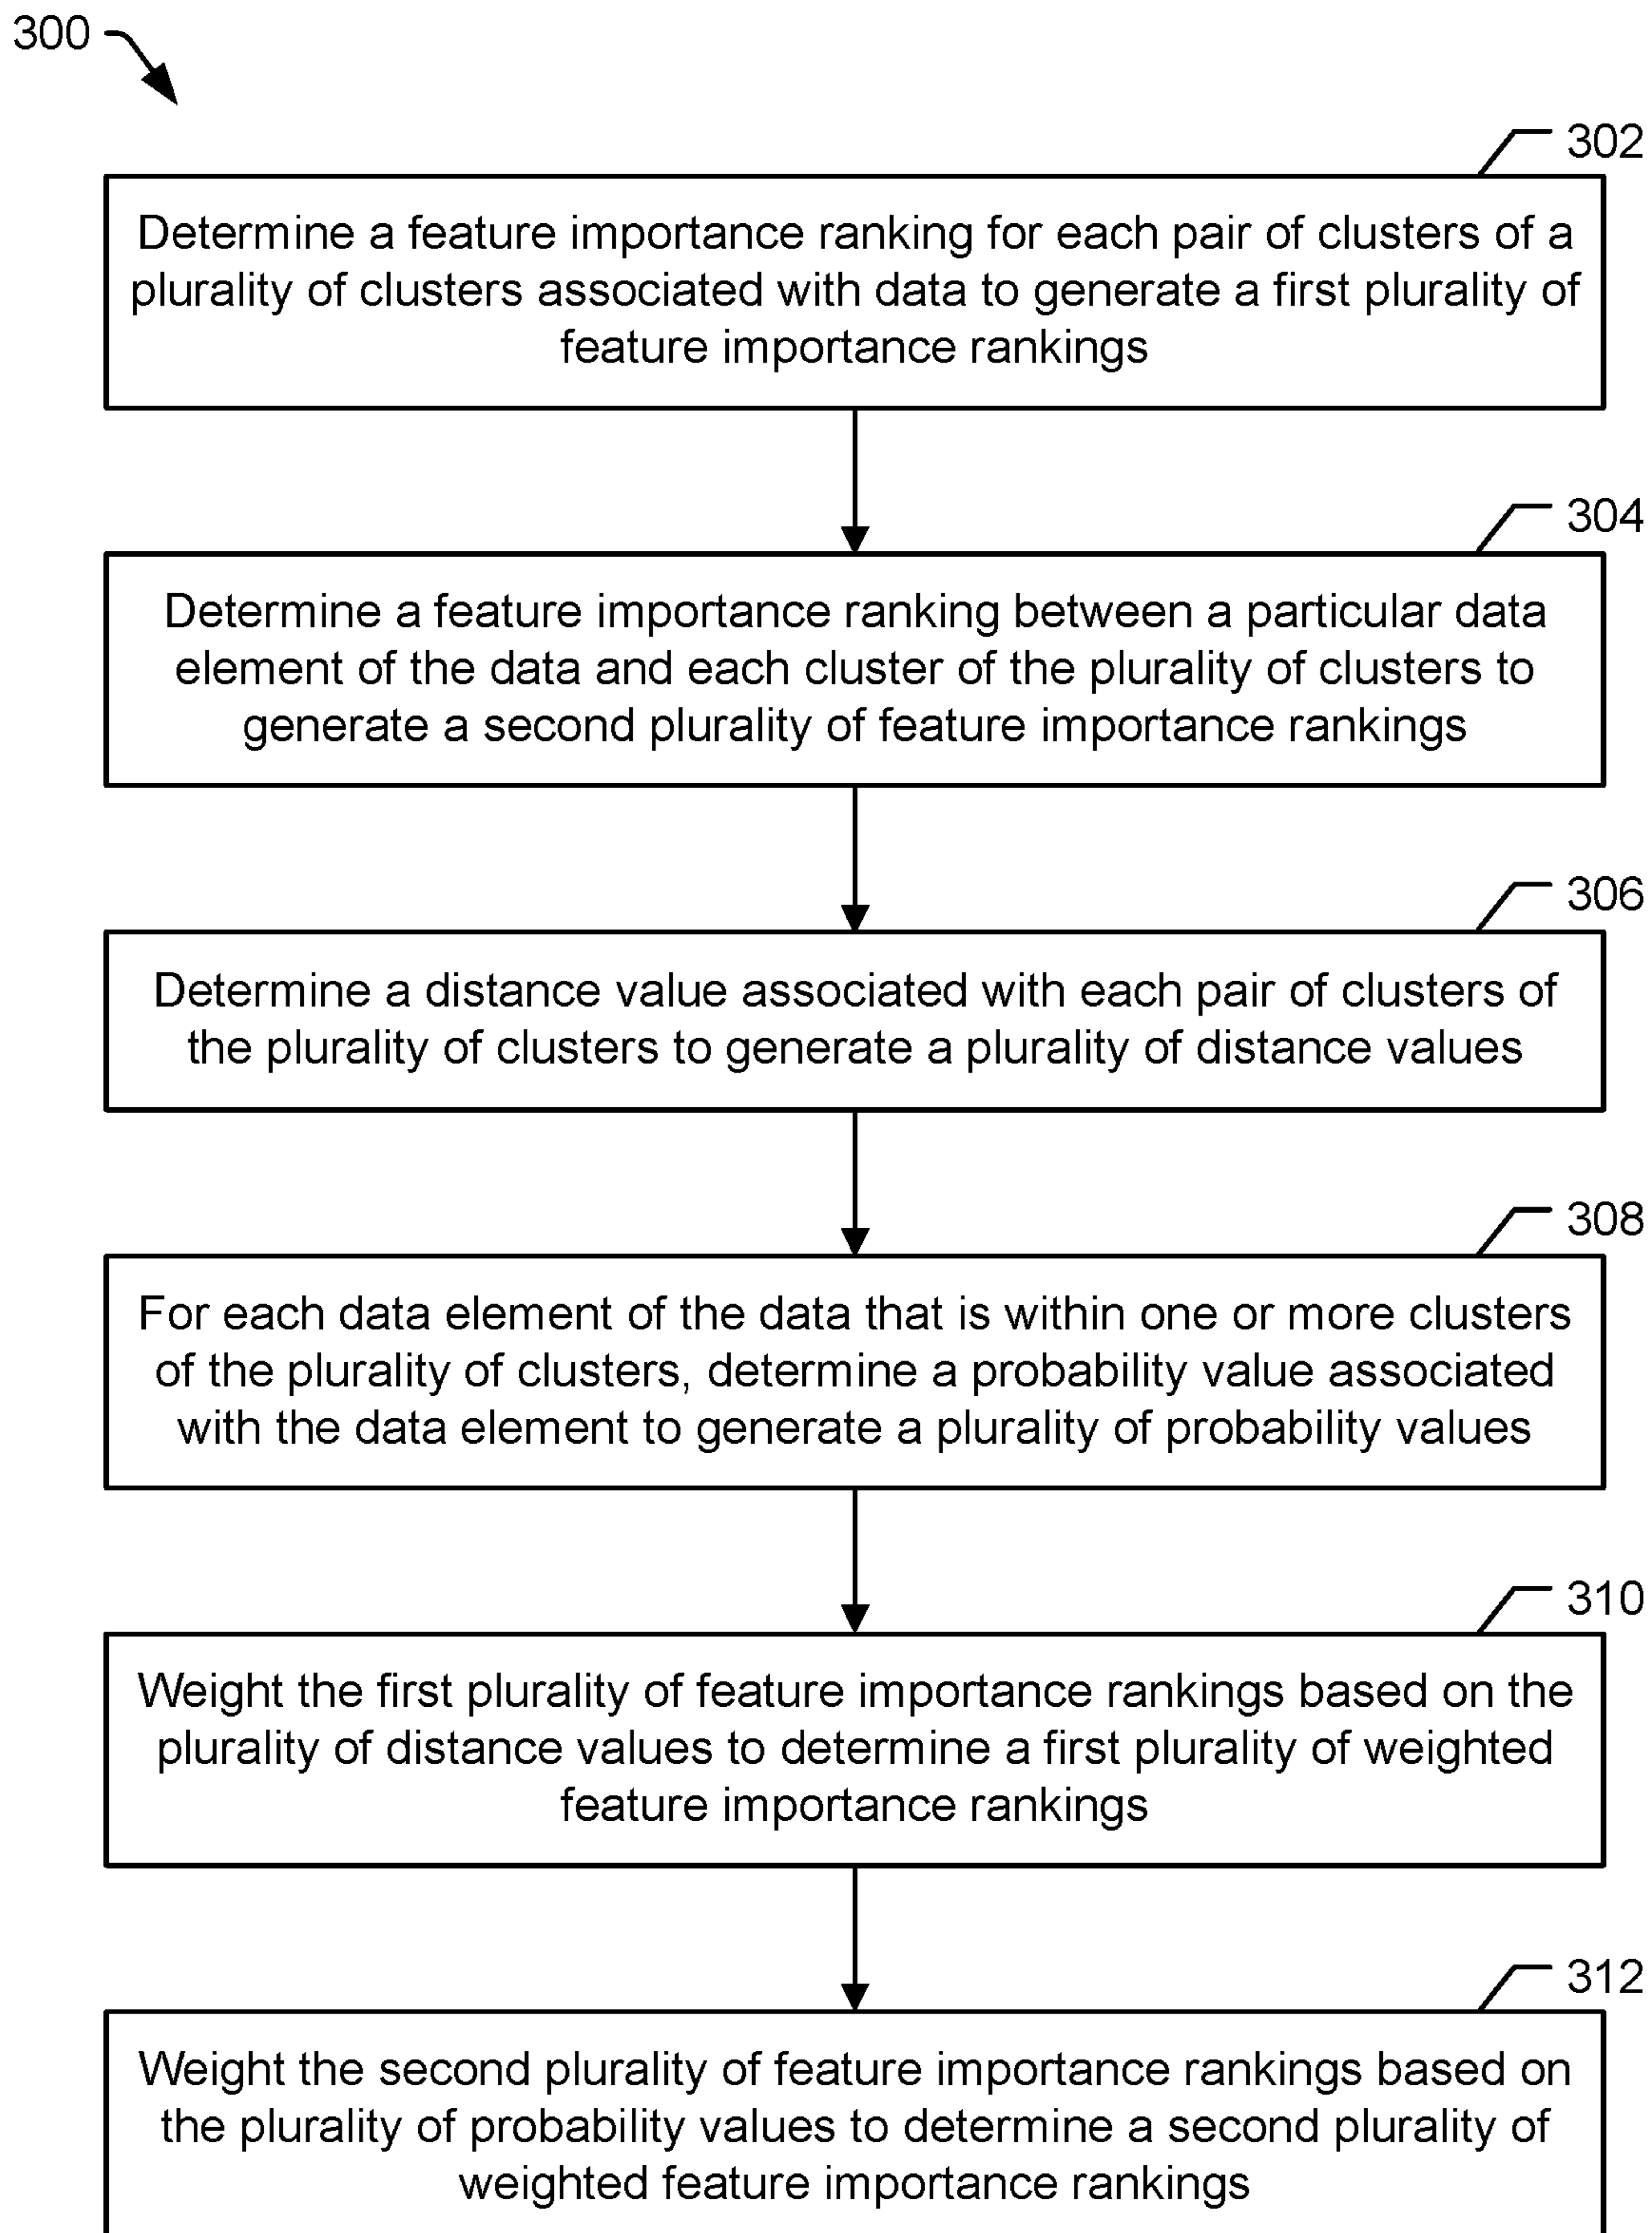 300
302
Determine a feature importance ranking for each pair of clusters of a
plurality of clusters associated with data to generate a first plurality of
feature importance rankings
304
Determine a feature importance ranking between a particular data
element of the data and each cluster of the plurality of clusters to
generate a second plurality of feature importance rankings
306
Determine a distance value associated with each pair of clusters of
the plurality of clusters to generate a plurality of distance values
308
For each data element of the data that is within one or more clusters
of the plurality of clusters, determine a probability value associated
with the data element to generate a plurality of probability values
310
Weight the first plurality of feature importance rankings based on the
plurality of distance values to determine a first plurality of weighted
feature importance rankings
312
Weight the second plurality of feature importance rankings based on
the plurality of probability values to determine a second plurality of
weighted feature importance rankings